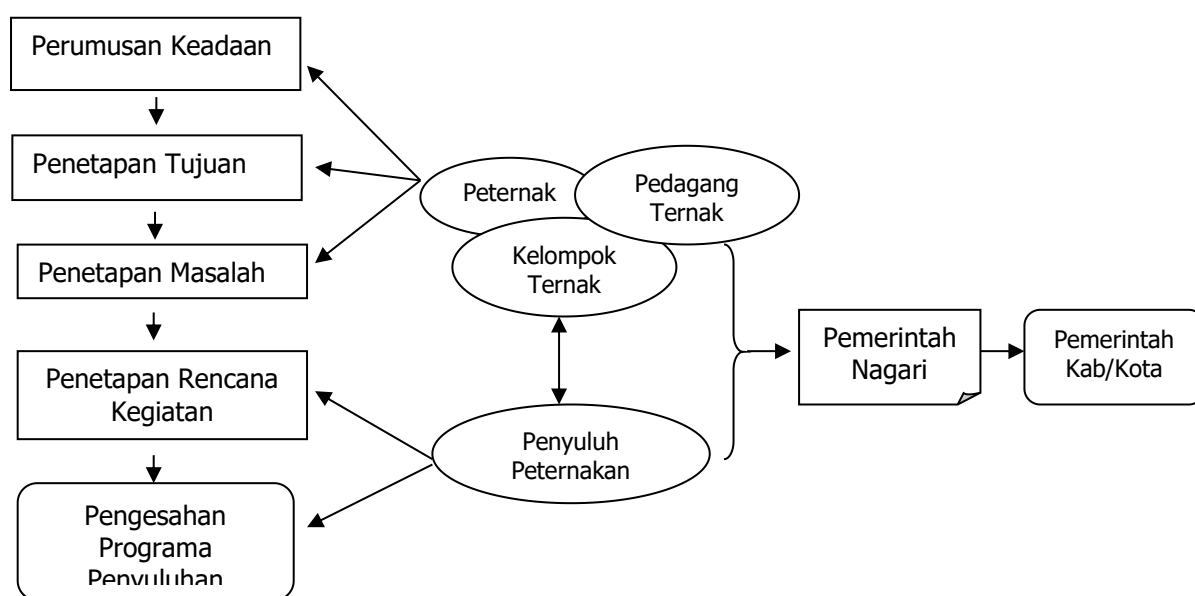 Perumusan Keadaan
Penetapan Tujuan
Penetapan Masalah
Penetapan Rencana
Kegiatan
Pengesahan
Programa
Penyuluhan
Peternak
Pedagang
Ternak
Kelompok
Ternak
Penyuluh
Peternakan
Pemerintah
Nagari
Pemerintah
Kab/Kota